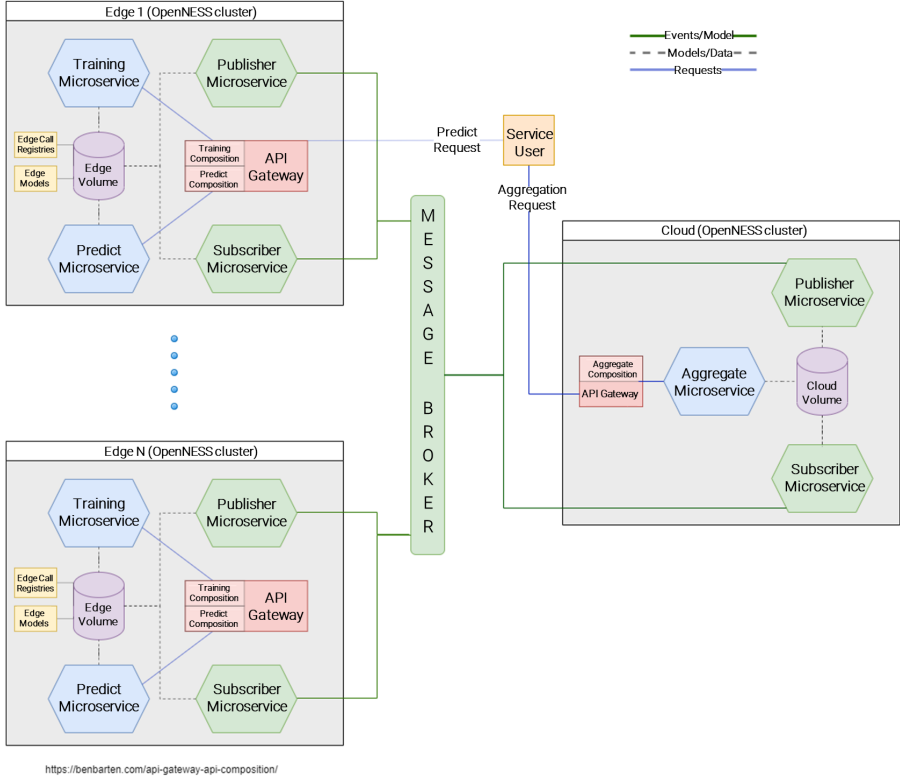 Edge 1 (OpenNESS cluster)
Training
Microservice
Publisher
Microservice
Edge Call
Registries
Edge
Models
Edge
Volume
Training
Composition
Predict
Composition
API
Gateway
Predict
Microservice
Subscriber
Microservice
Events/Model
Models/Data
Requests
Predict
Request
Service
User
Aggregation
Request
MESSAGE BROKER
Cloud (OpenNESS cluster)
Publisher
Microservice
Aggregate
Composition
API Gateway
Aggregate
Microservice
Cloud
Volume
Subscriber
Microservice
Edge N (OpenNESS cluster)
Training
Microservice
Publisher
Microservice
Edge Call
Registries
Edge
Models
Edge
Volume
Training
Composition
Predict
Composition
API
Gateway
Predict
Microservice
Subscriber
Microservice
https://benbarten.com/api-gateway-api-composition/